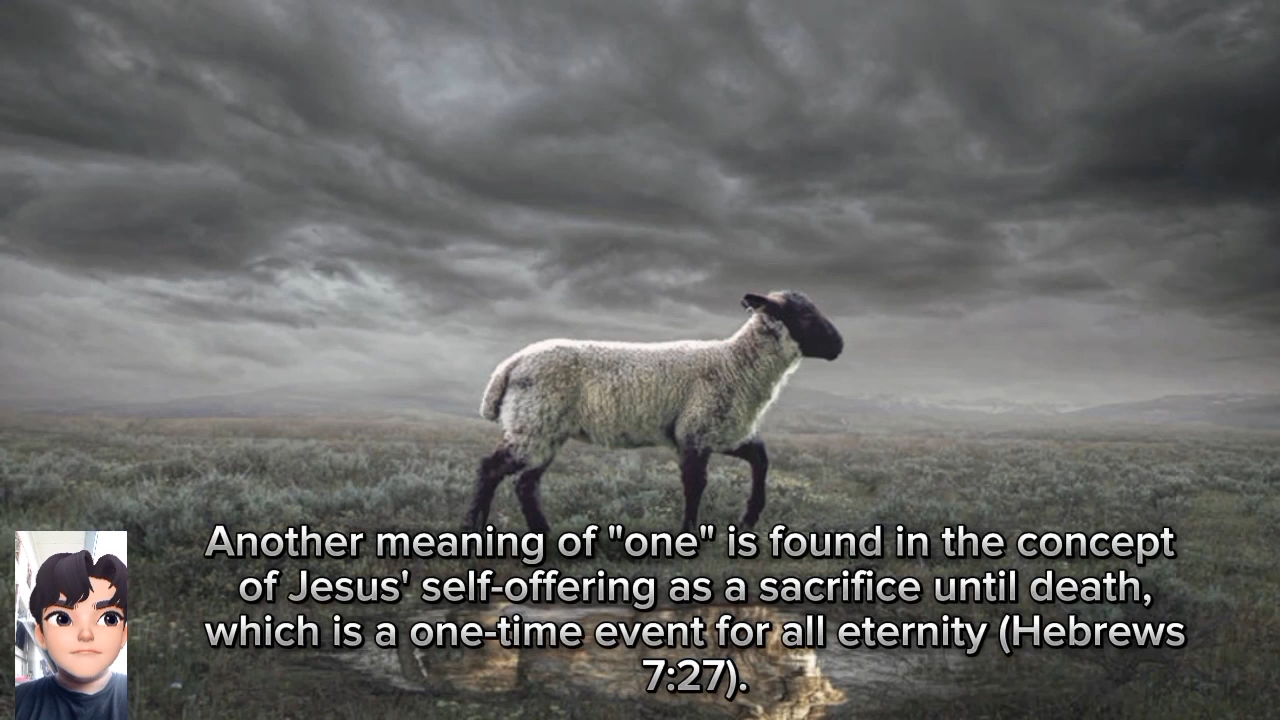 Another meaning of "one" is found in the concept
of Jesus' self-offering as a sacrifice until death,
which is a one-time event for all eternity (Hebrews
7:27).